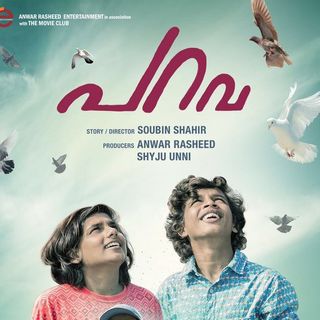 e
ANWAR RASHEED ENTERTAINMENT in association
with THE MOVIE CLUB
പറവ
STORY / DIRECTOR SOUBIN SHAHIR
PRODUCERS ANWAR RASHEED
SHYJU UNNI